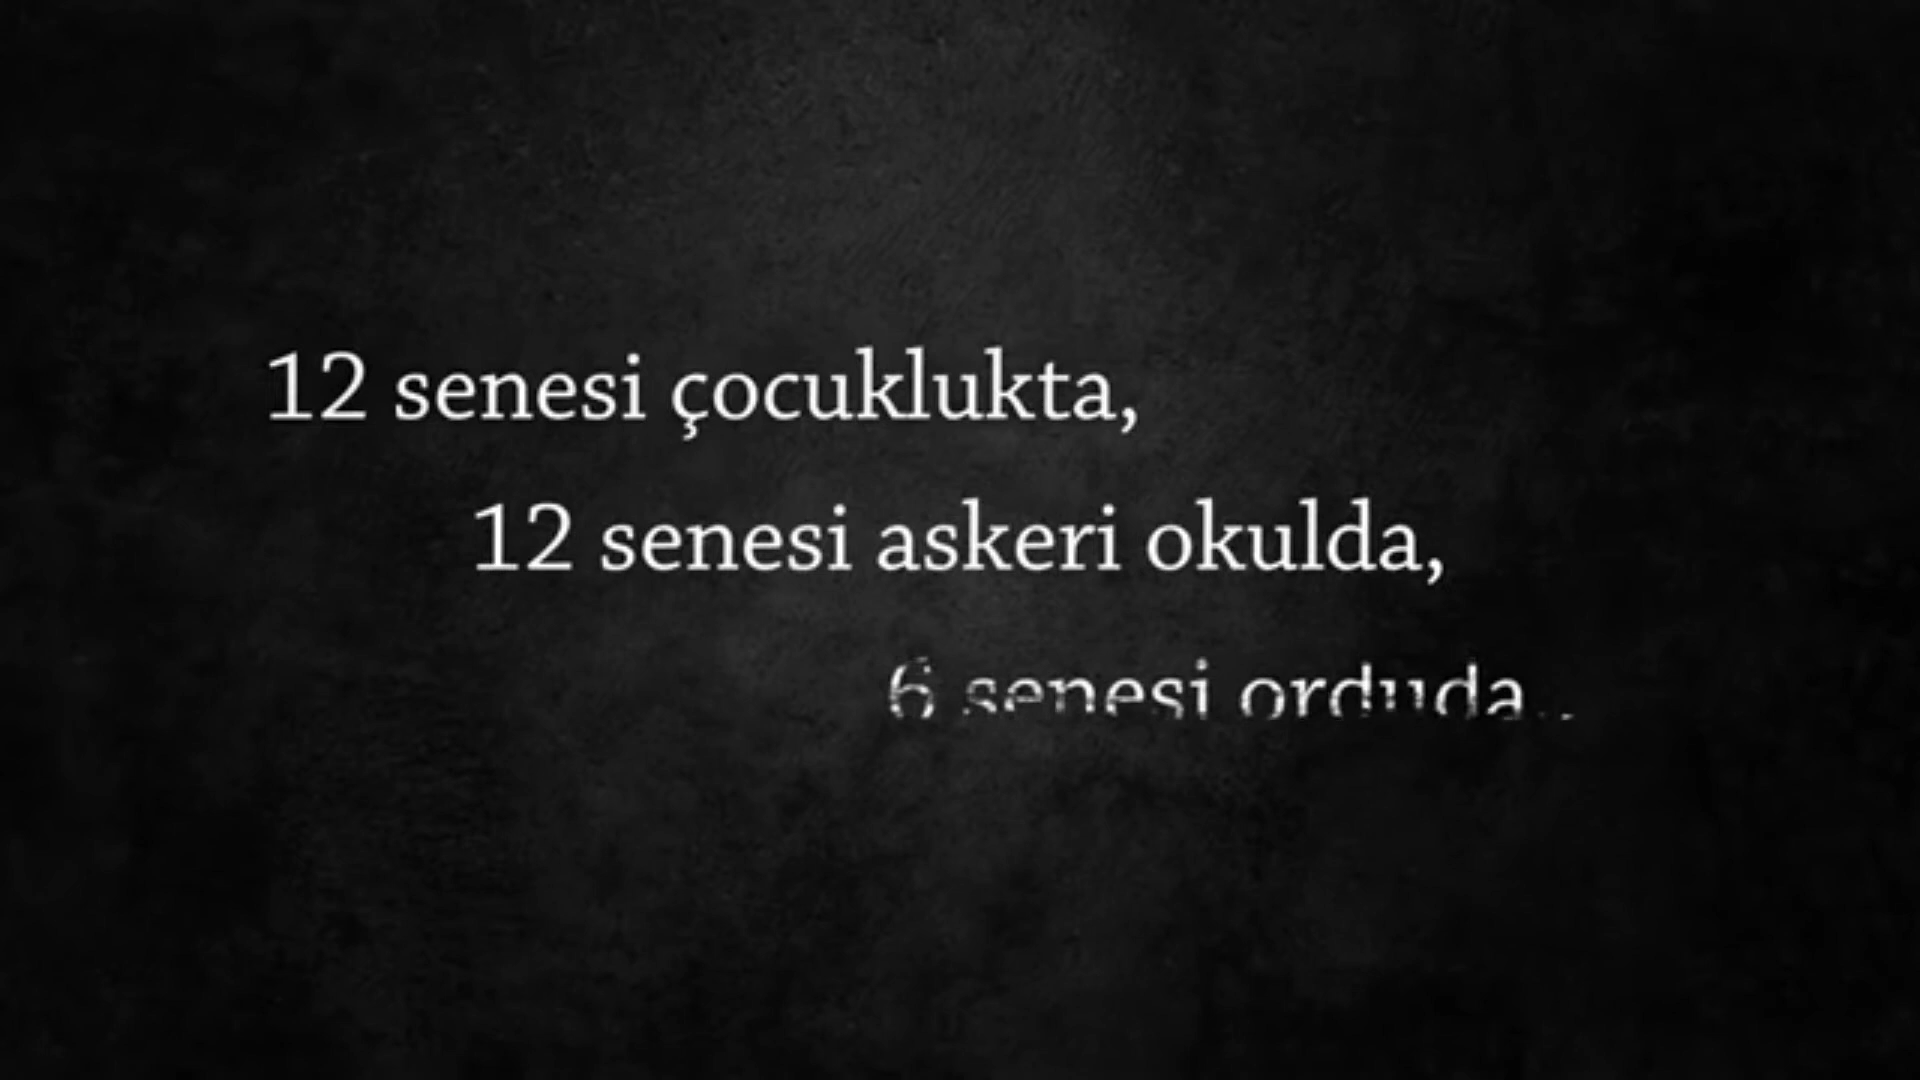 12 senesi çocuklukta,
12 senesi askeri okulda,
6 senesi orduda..